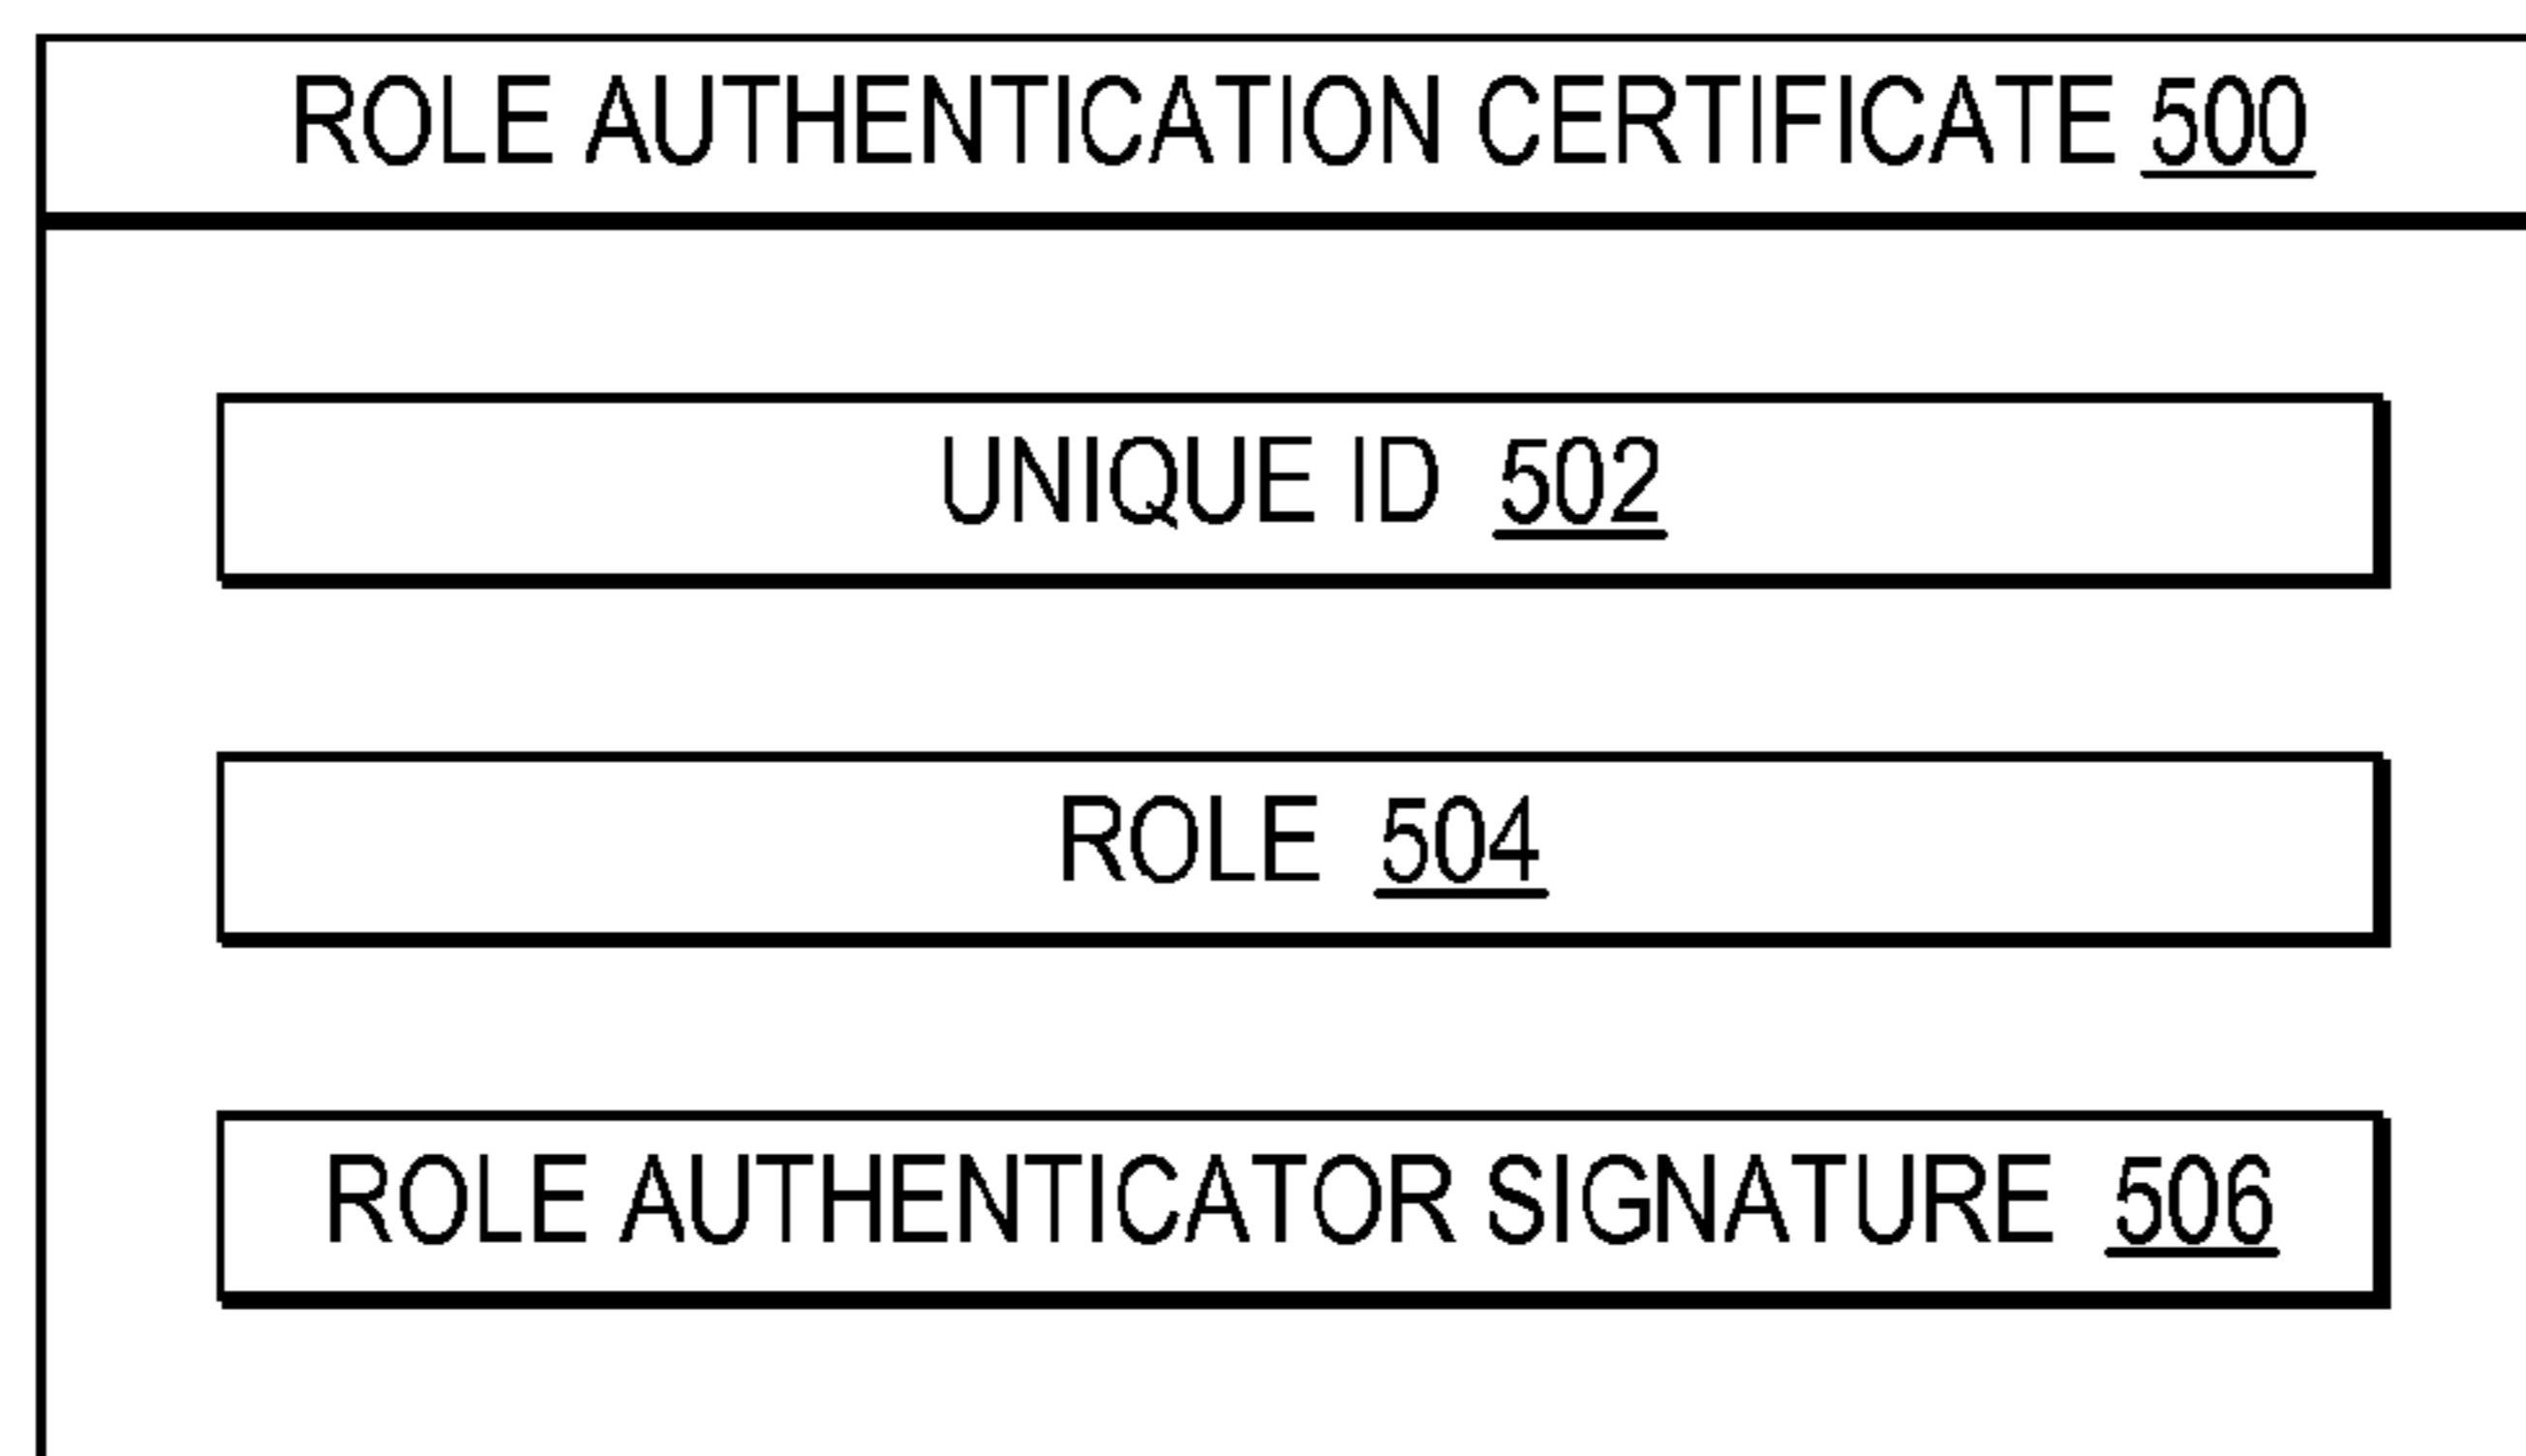 ROLE AUTHENTICATION CERTIFICATE 500
UNIQUE ID 502
ROLE 504
ROLE AUTHENTICATOR SIGNATURE 506